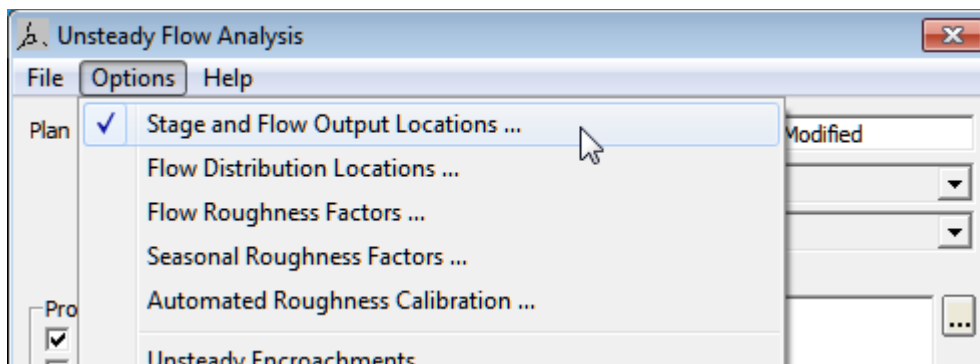 Unsteady Flow Analysis
File Options Help
Plan
Modified
Stage and Flow Output Locations ...
Flow Distribution Locations ...
Flow Roughness Factors ...
Seasonal Roughness Factors ...
Automated Roughness Calibration ...
Pro
...
Unsteady Encroachments